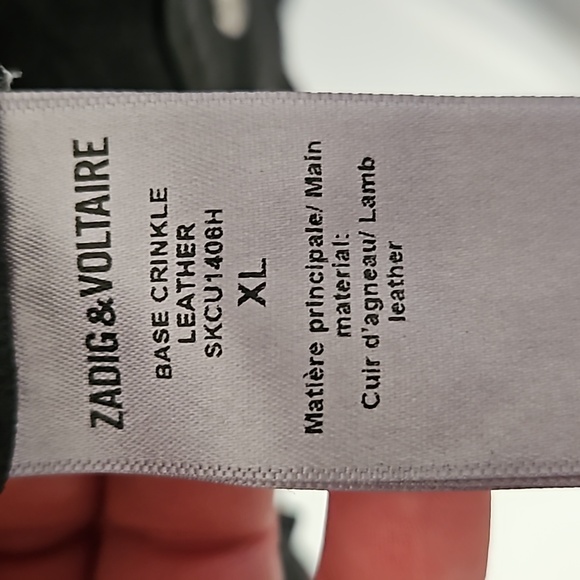 ZADIG&VOLTAIRE
BASE CRINKLE
LEATHER
SKCU1406H
XL
Matière principale/ Main
material:
Cuir d'agneau/ Lamb
leather